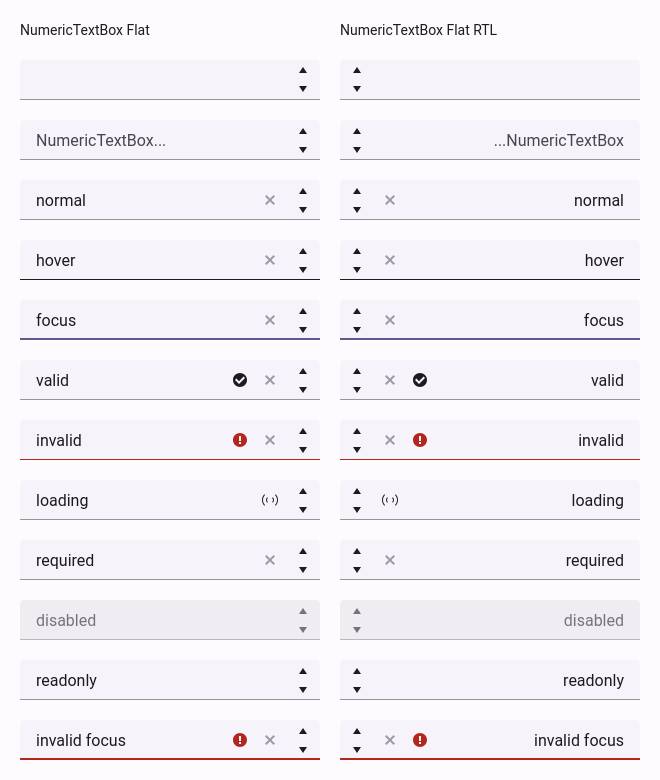 NumericTextBox Flat
NumericTextBox Flat RTL
NumericTextBox...
...NumericTextBox
normal
normal
hover
hover
focus
focus
valid
valid
invalid
invalid
loading
loading
required
required
disabled
disabled
readonly
readonly
invalid focus
invalid focus